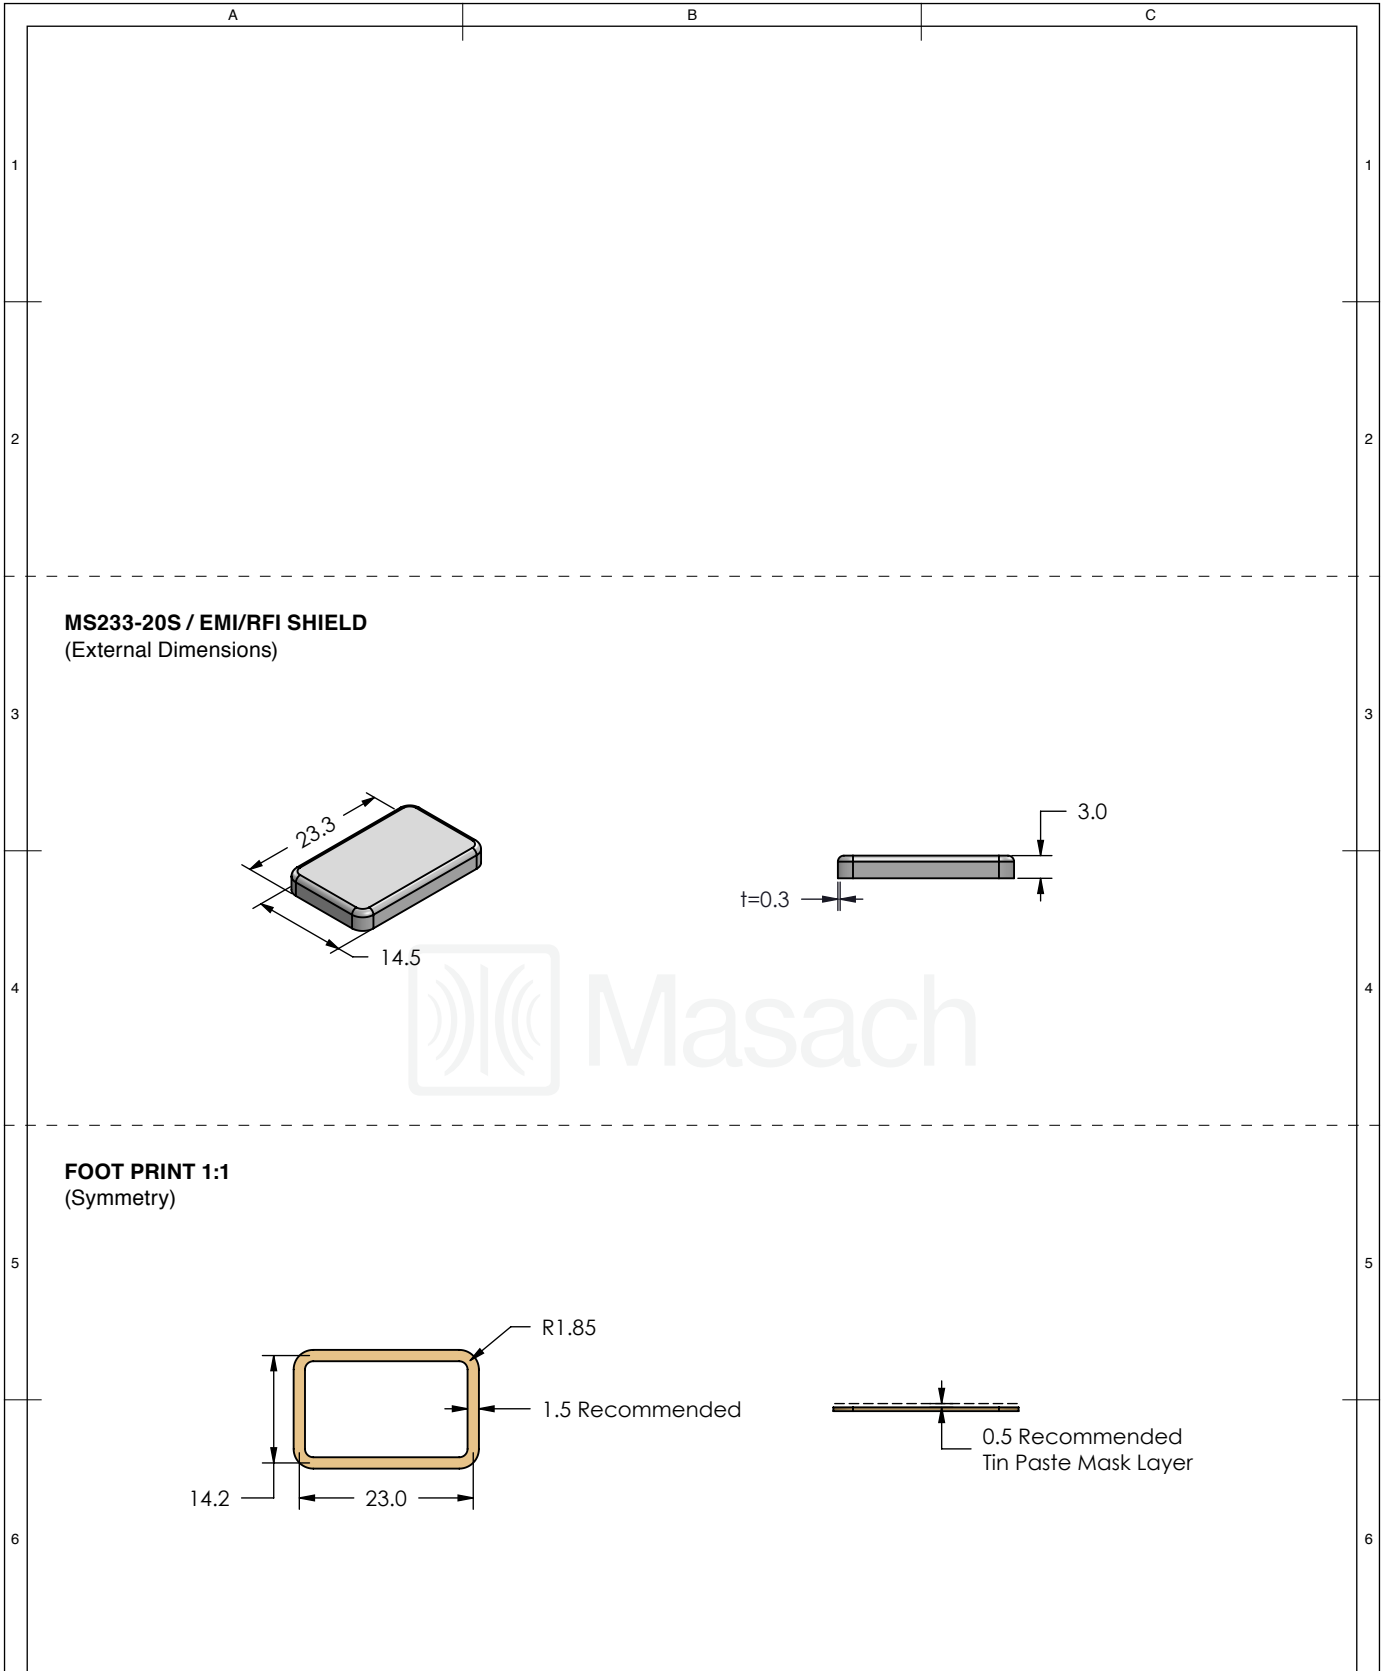 A B C
1 1
2 2
MS233-20S / EMI/RFI SHIELD
(External Dimensions)
3 3
23.3
3.0
t=0.3
14.5
4 4
Masach
FOOT PRINT 1:1
(Symmetry)
5 5
R1.85
1.5 Recommended
0.5 Recommended
Tin Paste Mask Layer
14.2
23.0
6 6